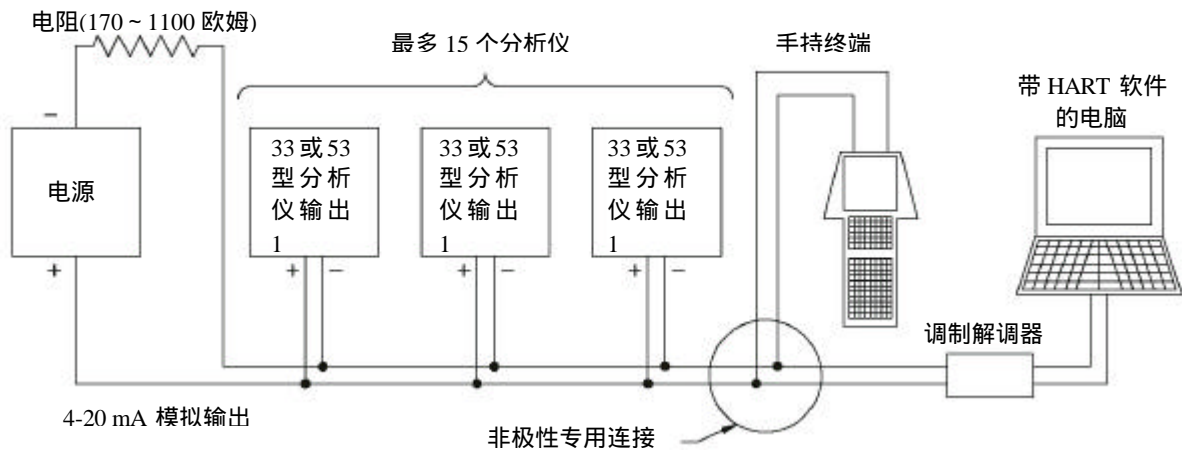 电阻(170~1100 欧姆)
最多 15 个分析仪
手持终端
带 HART 软件
的电脑
－
电源
＋
33 或 53
型分析
仪输出
1
＋ －
33 或 53
型分析
仪输出
1
＋ －
33 或 53
型分析
仪输出
1
＋ －
调制解调器
4-20 mA 模拟输出
非极性专用连接